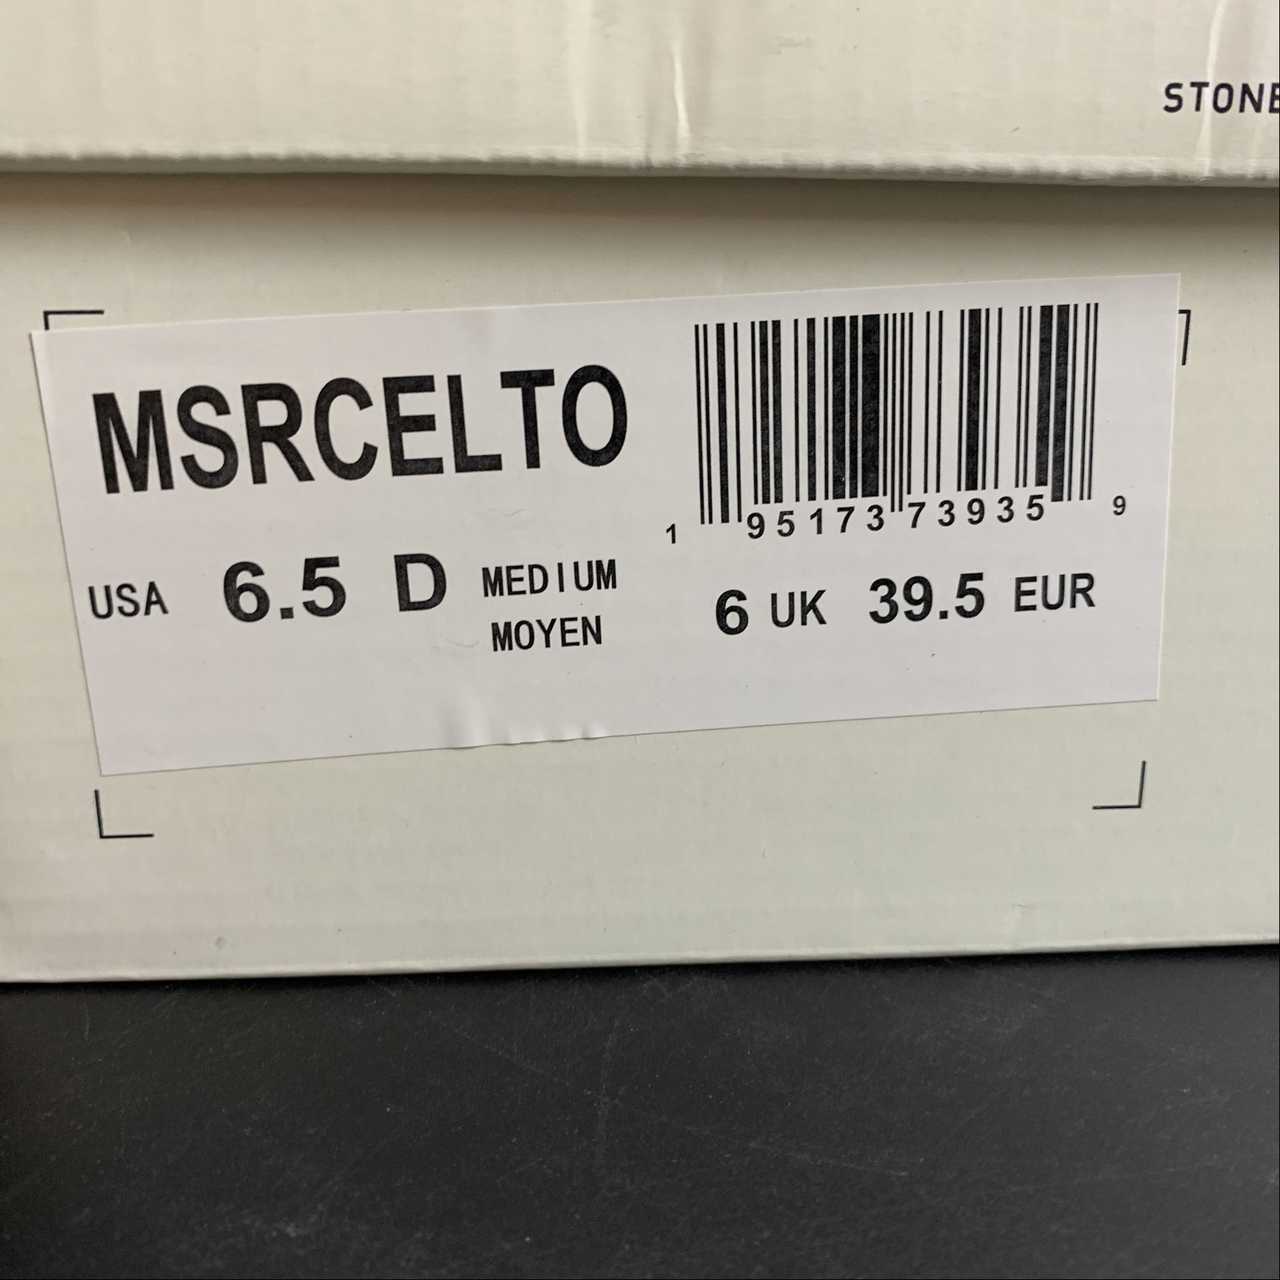 STONE
MSRCELTO
1 95173 73935 9
USA 6.5 D MEDIUM
MOYEN
6 UK 39.5 EUR